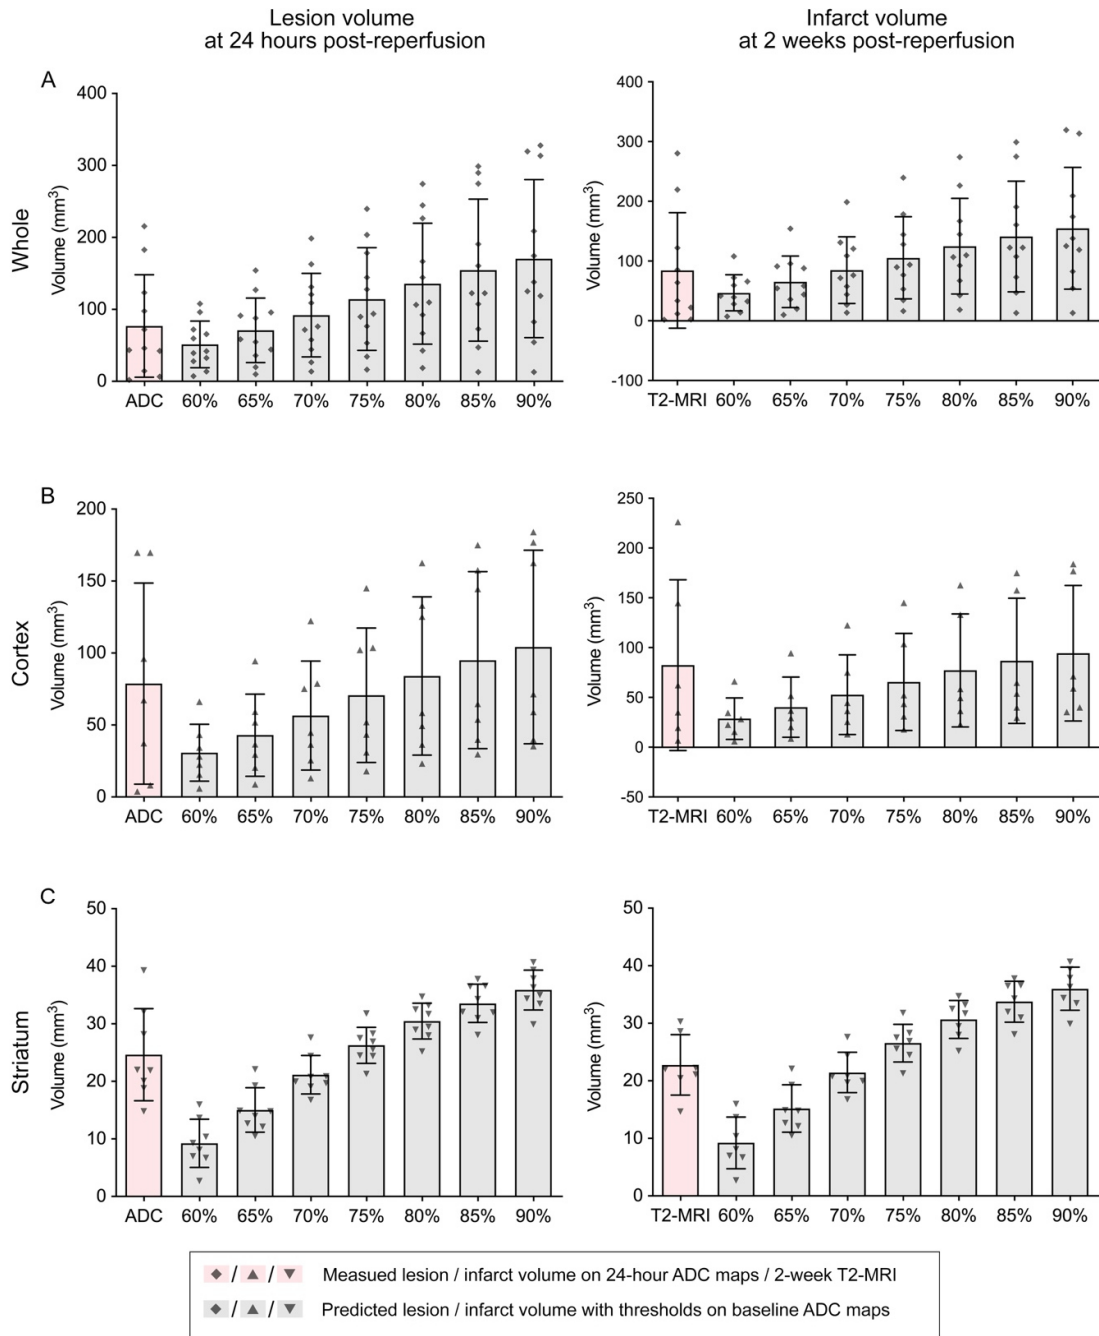 Lesion volume
at 24 hours post-reperfusion
Infarct volume
at 2 weeks post-reperfusion
A
Whole
Volume (mm³)
400
300
200
100
0
ADC 60% 65% 70% 75% 80% 85% 90%
Volume (mm³)
400
300
200
100
0
-100
T2-MRI 60% 65% 70% 75% 80% 85% 90%
B
Cortex
Volume (mm³)
200
150
100
50
0
ADC 60% 65% 70% 75% 80% 85% 90%
Volume (mm³)
250
200
150
100
50
0
-50
T2-MRI 60% 65% 70% 75% 80% 85% 90%
C
Striatum
Volume (mm³)
50
40
30
20
10
0
ADC 60% 65% 70% 75% 80% 85% 90%
Volume (mm³)
50
40
30
20
10
0
T2-MRI 60% 65% 70% 75% 80% 85% 90%
/ / Measued lesion / infarct volume on 24-hour ADC maps / 2-week T2-MRI
/ / Predicted lesion / infarct volume with thresholds on baseline ADC maps